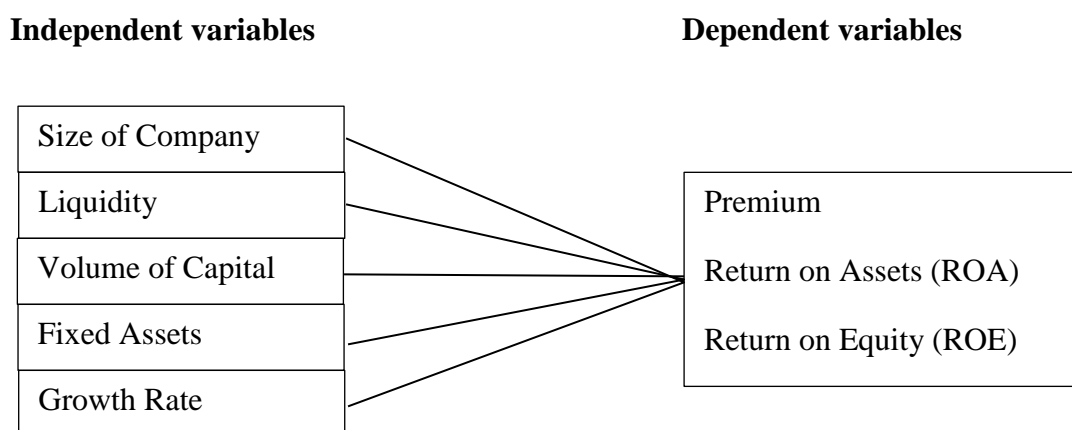 Independent variables
Dependent variables
Size of Company
Liquidity
Volume of Capital
Fixed Assets
Growth Rate
Premium
Return on Assets (ROA)
Return on Equity (ROE)